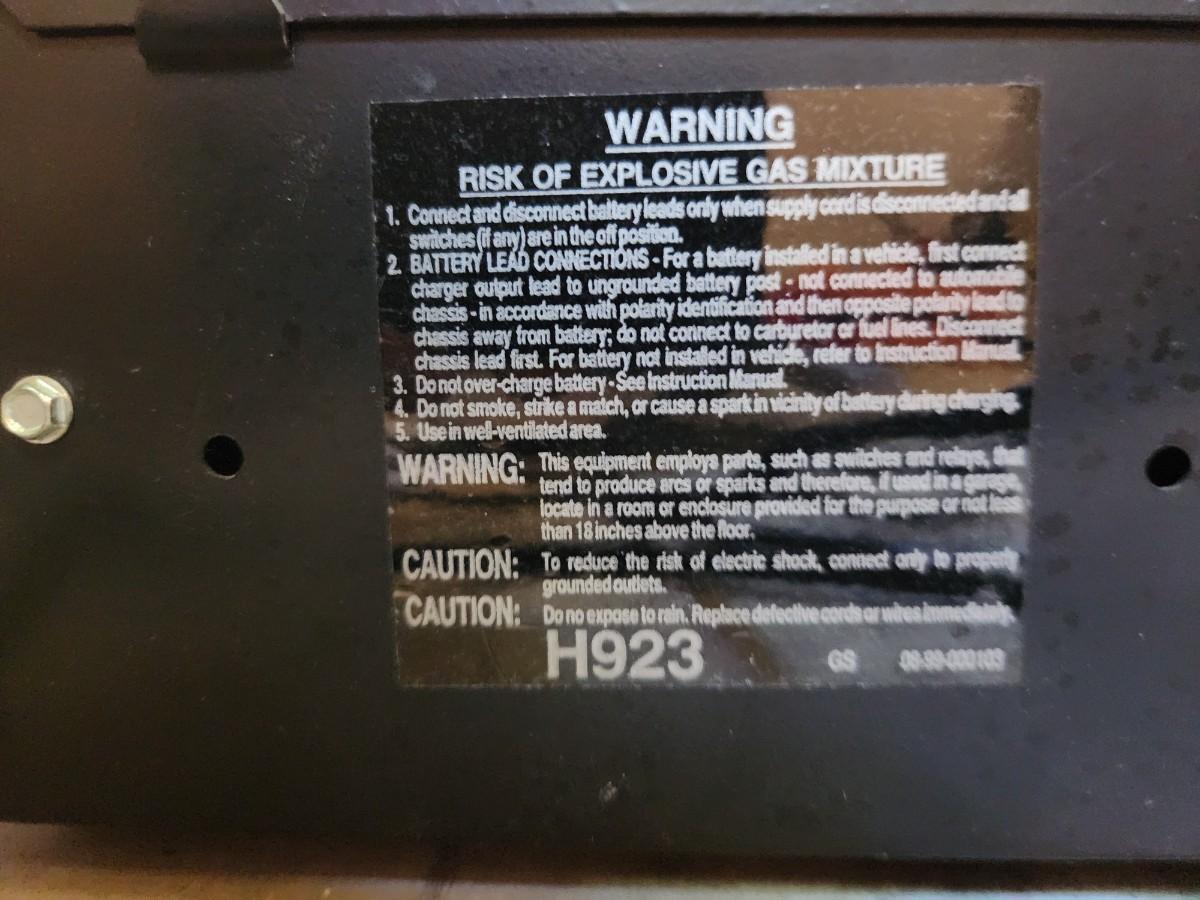 WARNING
RISK OF EXPLOSIVE GAS MIXTURE
1. Connect and disconnect battery leads only when supply cord is disconnected and all
switches (if any) are in the off position.
2. BATTERY LEAD CONNECTIONS - For a battery installed in a vehicle, first connect
charger output lead to ungrounded battery post - not connected to automobile
chassis - in accordance with polarity identification and then opposite polarity lead to
chassis away from battery; do not connect to carburetor or fuel lines. Disconnect
chassis lead first. For battery not installed in vehicle, refer to Instruction Manual.
3. Do not over-charge battery - See Instruction Manual.
4. Do not smoke, strike a match, or cause a spark in vicinity of battery during charging.
5. Use in well-ventilated area.
WARNING: This equipment employs parts, such as switches and relays, that
tend to produce arcs or sparks and therefore, if used in a garage,
locate in a room or enclosure provided for the purpose or not less
than 18 inches above the floor.
CAUTION: To reduce the risk of electric shock, connect only to properly
grounded outlets.
CAUTION: Do no expose to rain. Replace defective cords or wires immediately.
H923 GS